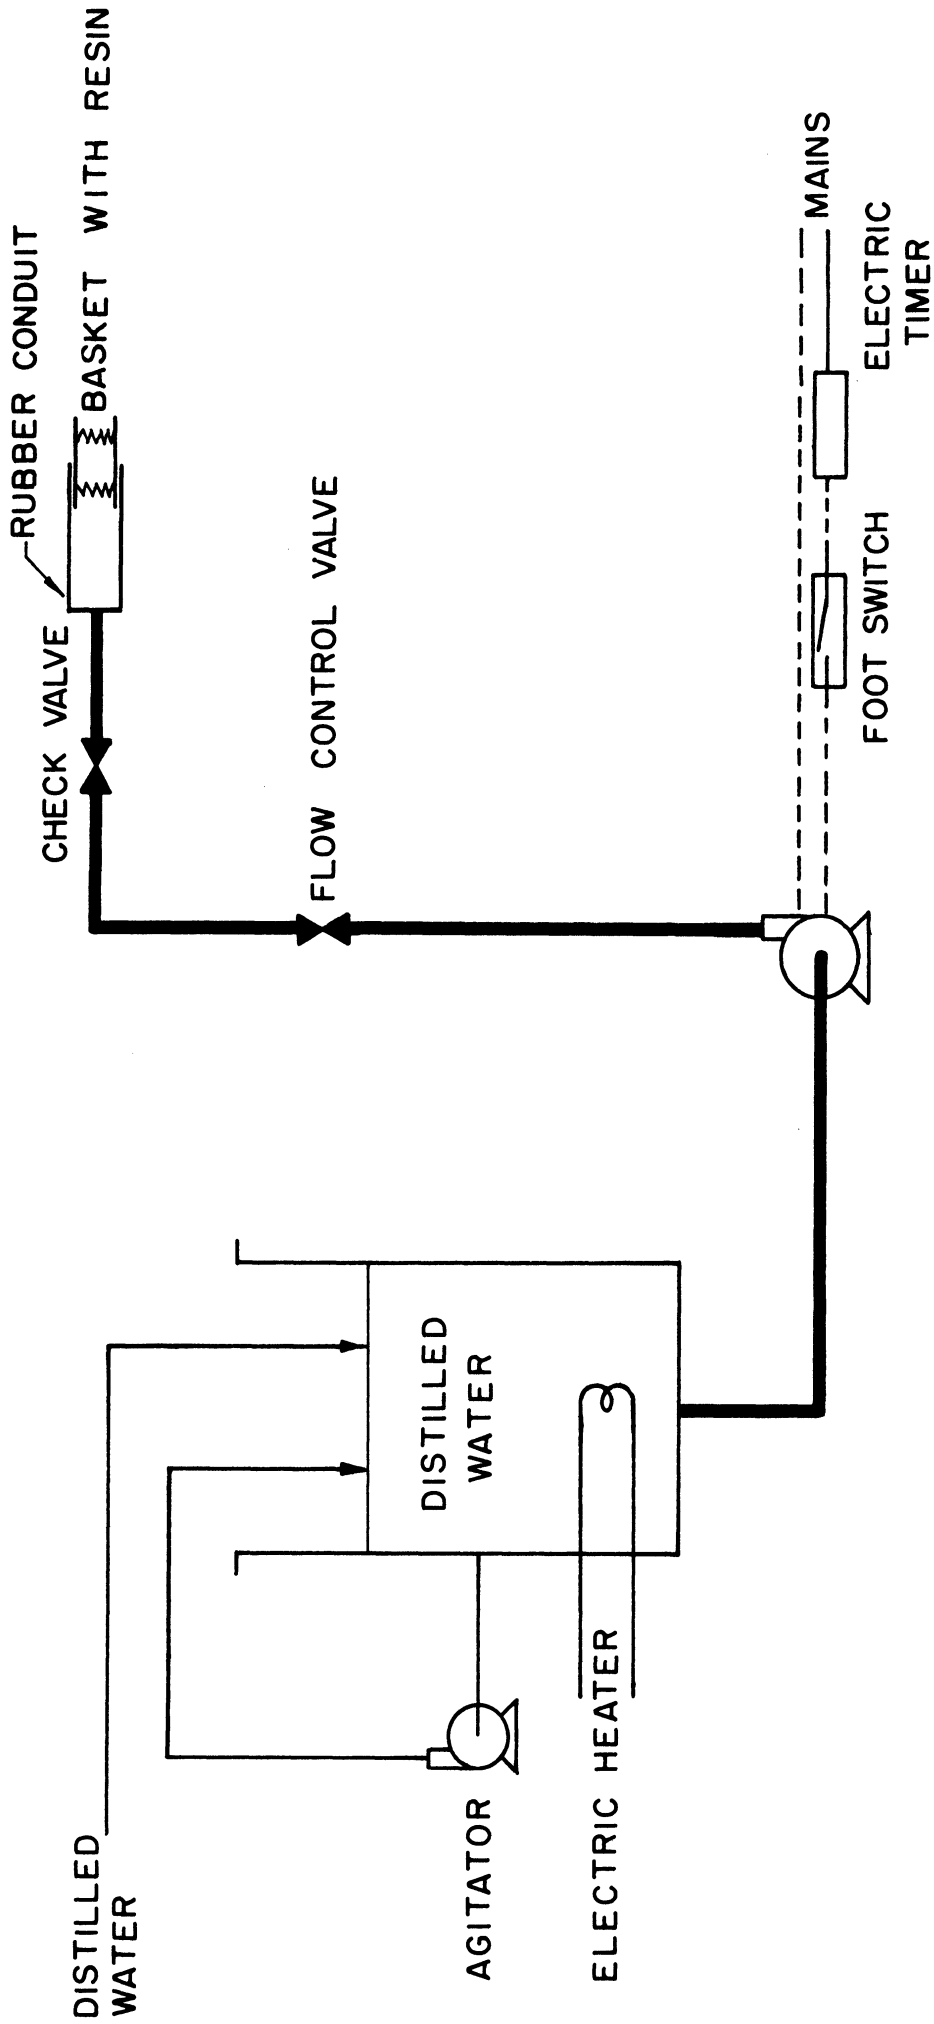 DISTILLED
WATER
AGITATOR
ELECTRIC HEATER
DISTILLED
WATER
CHECK VALVE
RUBBER CONDUIT
BASKET WITH RESIN
FLOW CONTROL VALVE
MAINS
FOOT SWITCH
ELECTRIC
TIMER